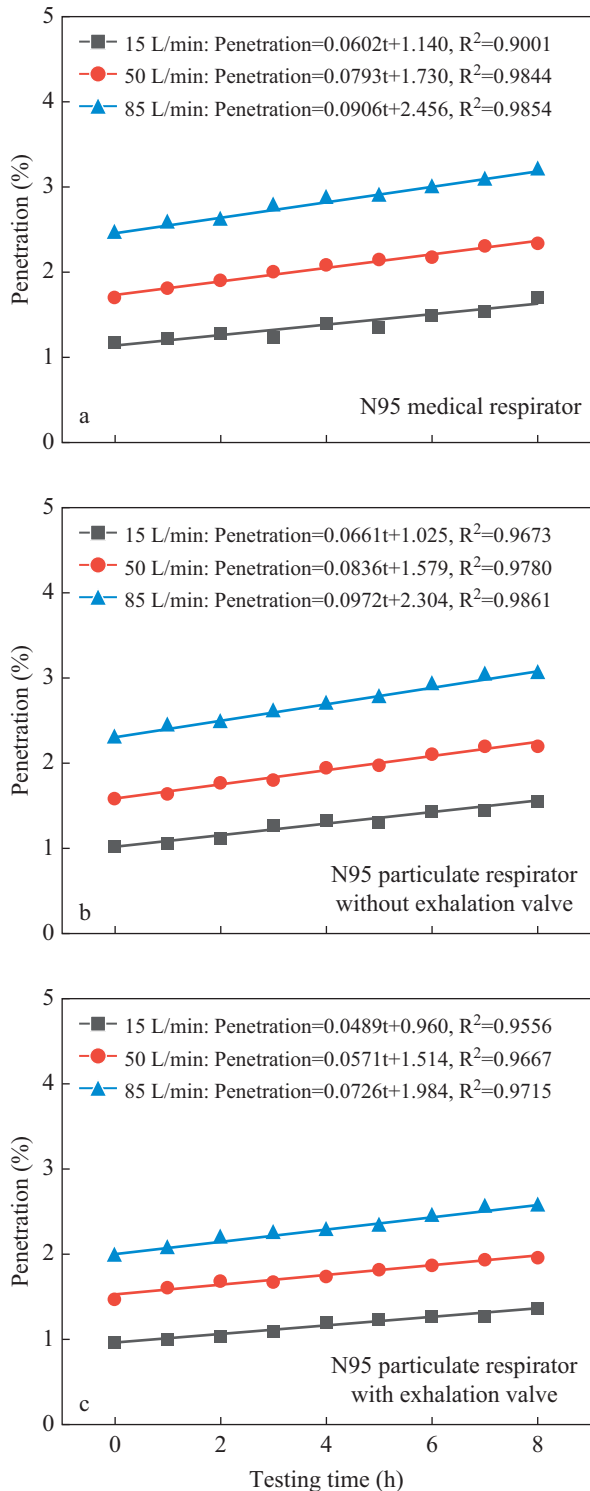 5
15 L/min: Penetration=0.0602t+1.140, R²=0.9001
50 L/min: Penetration=0.0793t+1.730, R²=0.9844
4
85 L/min: Penetration=0.0906t+2.456, R²=0.9854
3
Penetration (%)
2
1
a
N95 medical respirator
0
5
15 L/min: Penetration=0.0661t+1.025, R²=0.9673
50 L/min: Penetration=0.0836t+1.579, R²=0.9780
4
85 L/min: Penetration=0.0972t+2.304, R²=0.9861
3
Penetration (%)
2
1
N95 particulate respirator
without exhalation valve
b
0
5
15 L/min: Penetration=0.0489t+0.960, R²=0.9556
50 L/min: Penetration=0.0571t+1.514, R²=0.9667
4
85 L/min: Penetration=0.0726t+1.984, R²=0.9715
3
Penetration (%)
2
1
N95 particulate respirator
with exhalation valve
c
0
0 2 4 6 8
Testing time (h)